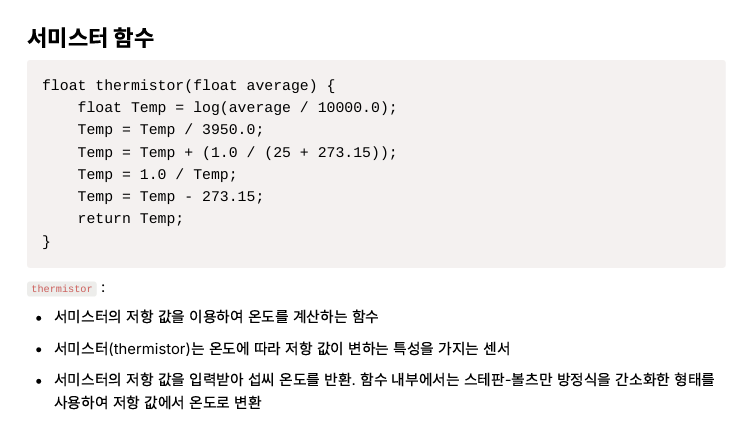 서미스터 함수
float thermistor(float average) {
    float Temp = log(average / 10000.0);
    Temp = Temp / 3950.0;
    Temp = Temp + (1.0 / (25 + 273.15));
    Temp = 1.0 / Temp;
    Temp = Temp - 273.15;
    return Temp;
}
thermistor :
• 서미스터의 저항 값을 이용하여 온도를 계산하는 함수
• 서미스터(thermistor)는 온도에 따라 저항 값이 변하는 특성을 가지는 센서
• 서미스터의 저항 값을 입력받아 섭씨 온도를 반환. 함수 내부에서는 스테판-볼츠만 방정식을 간소화한 형태를
사용하여 저항 값에서 온도로 변환